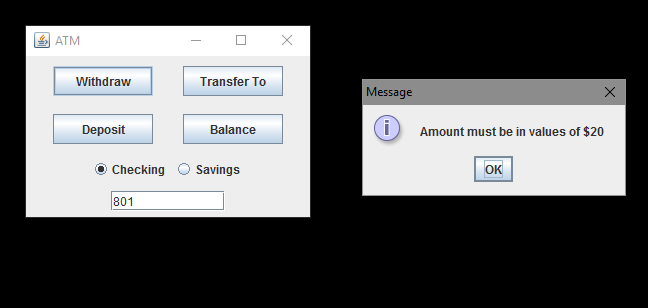 ATM
Withdraw
Transfer To
Deposit
Balance
Checking
Savings
801
Message
Amount must be in values of $20
OK